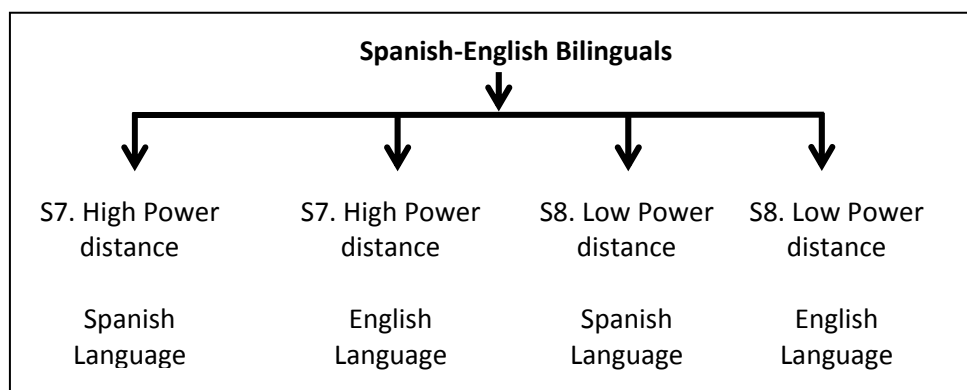 Spanish-English Bilinguals
S7. High Power
distance
Spanish
Language
S7. High Power
distance
English
Language
S8. Low Power
distance
Spanish
Language
S8. Low Power
distance
English
Language